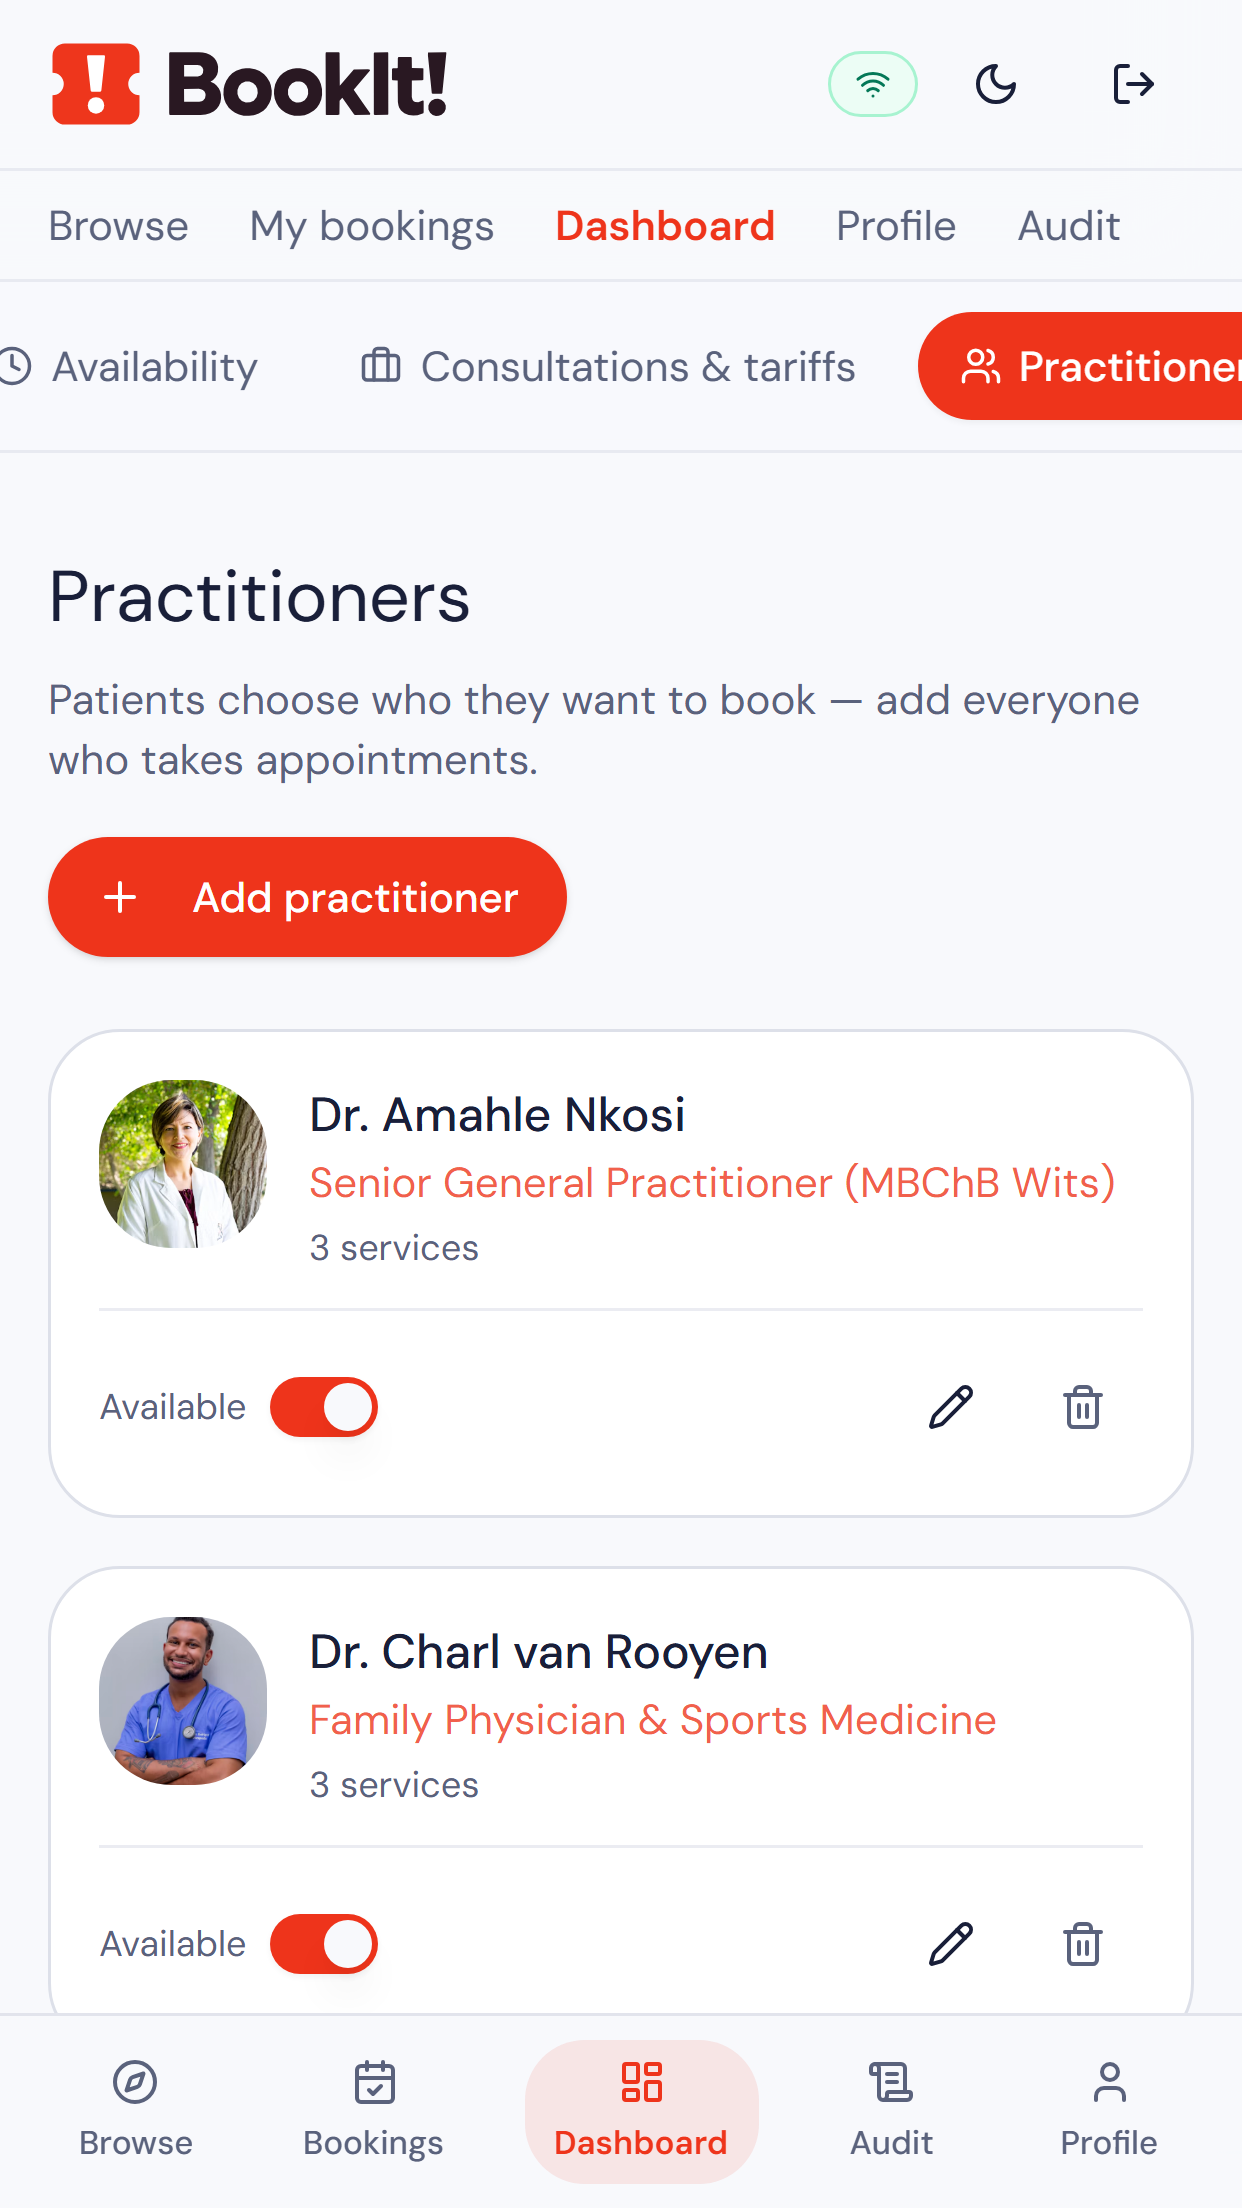 BookIt!
Browse My bookings Dashboard Profile Audit
Availability Consultations & tariffs Practitioner
Practitioners
Patients choose who they want to book — add everyone
who takes appointments.
+ Add practitioner
Dr. Amahle Nkosi
Senior General Practitioner (MBChB Wits)
3 services
Available
Dr. Charl van Rooyen
Family Physician & Sports Medicine
3 services
Available
Browse Bookings Dashboard Audit Profile